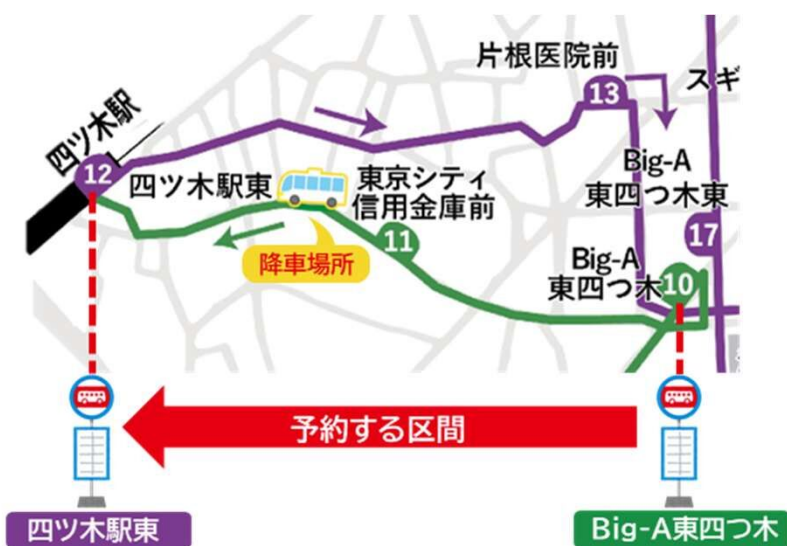 片根医院前
13
スギ
四ツ木駅
12
四ツ木駅東
東京シティ
信用金庫前
11
降車場所
Big-A
東四つ木東
17
Big-A
東四つ木
10
予約する区間
四ツ木駅東
Big-A東四つ木